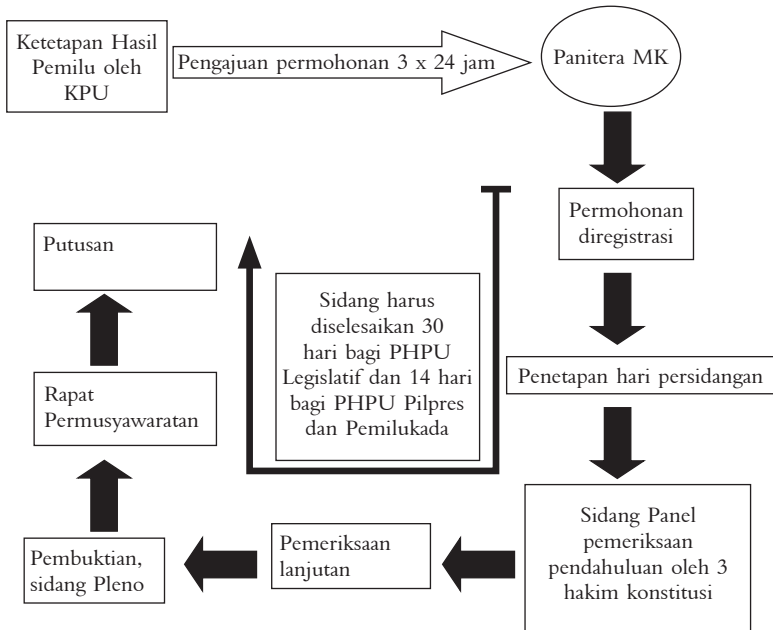 Ketetapan Hasil
Pemilu oleh
KPU
Pengajuan permohonan 3 x 24 jam
Panitera MK
Permohonan
diregistrasi
Penetapan hari persidangan
Sidang Panel
pemeriksaan
pendahuluan oleh 3
hakim konstitusi
Pemeriksaan
lanjutan
Pembuktian,
sidang Pleno
Rapat
Permusyawaratan
Putusan
Sidang harus
diselesaikan 30
hari bagi PHPU
Legislatif dan 14 hari
bagi PHPU Pilpres
dan Pemilukada